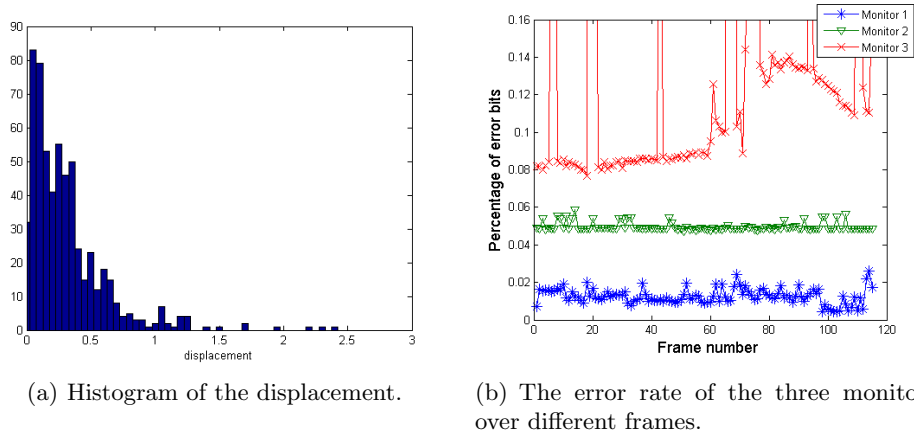 90
80
70
60
50
40
30
20
10
0
0 0.5 1 1.5 2 2.5 3
displacement
(a) Histogram of the displacement.
0.16
0.14
0.12
0.1
0.08
0.06
0.04
0.02
0
0 20 40 60 80 100 120
Percentage of error bits
Frame number
Monitor 1
Monitor 2
Monitor 3
(b) The error rate of the three monito
over different frames.